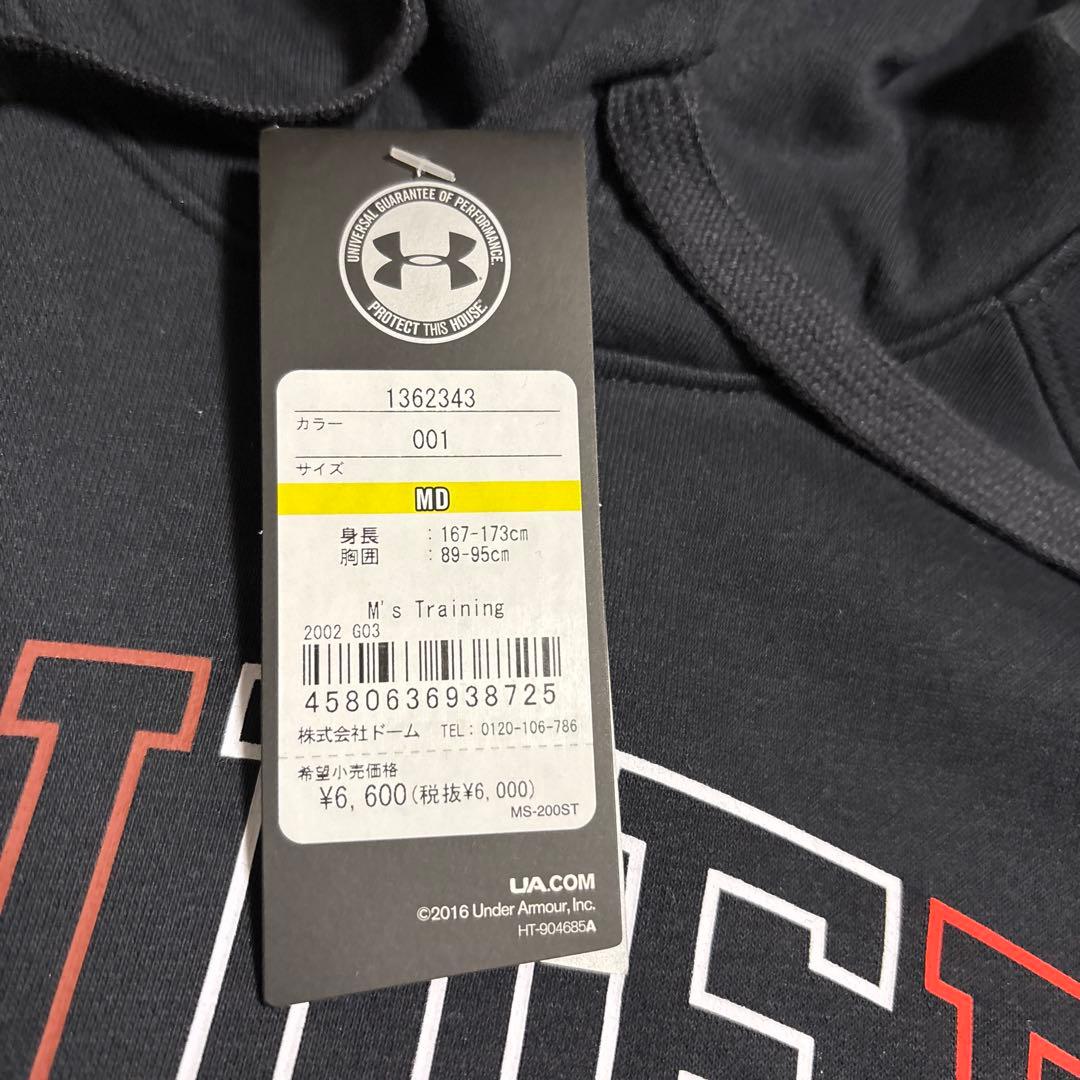 UNIVERSAL GUARANTEE OF PERFORMANCE.
PROTECT THIS HOUSE®
1362343
カラー
001
サイズ
MD
身長 : 167-173cm
胸囲 : 89-95cm
M's Training
2002 G03
4580636938725
株式会社ドーム TEL: 0120-106-786
希望小売価格
¥6,600(税抜¥6,000)
MS-200ST
UA.COM
©2016 Under Armour, Inc.
HT-904685A